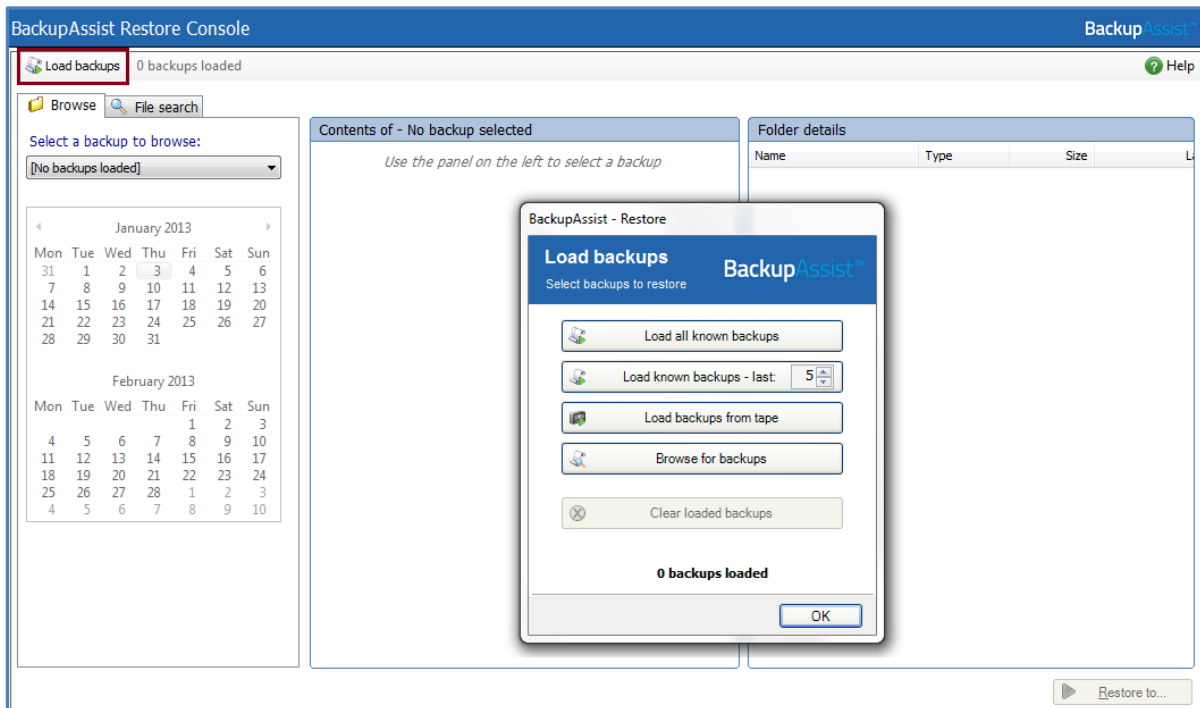 BackupAssist Restore Console
BackupAssist™
Load backups
0 backups loaded
Help
Browse
File search
Select a backup to browse:
[No backups loaded]
January 2013
Mon Tue Wed Thu Fri Sat Sun
31 1 2 3 4 5 6
7 8 9 10 11 12 13
14 15 16 17 18 19 20
21 22 23 24 25 26 27
28 29 30 31
February 2013
Mon Tue Wed Thu Fri Sat Sun
1 2 3
4 5 6 7 8 9 10
11 12 13 14 15 16 17
18 19 20 21 22 23 24
25 26 27 28 1 2 3
4 5 6 7 8 9 10
Contents of - No backup selected
Use the panel on the left to select a backup
Folder details
Name Type Size
BackupAssist - Restore
Load backups
BackupAssist™
Select backups to restore
Load all known backups
Load known backups - last: 5
Load backups from tape
Browse for backups
Clear loaded backups
0 backups loaded
OK
Restore to...